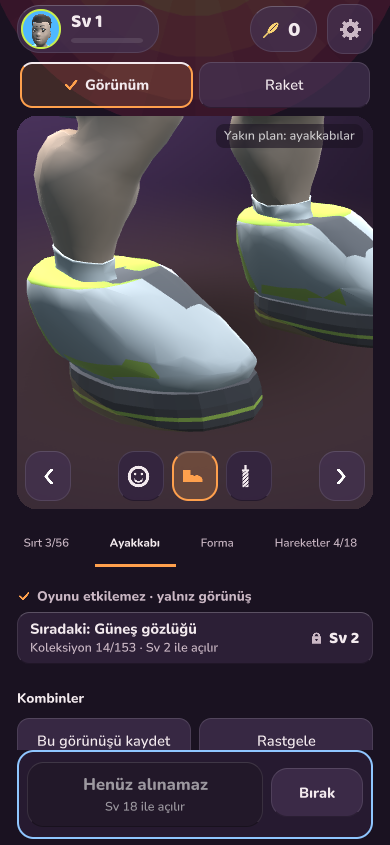 Sv 1
0
Görünüm
Raket
Yakın plan: ayakkabılar
Sırt 3/56
Ayakkabı
Forma
Hareketler 4/18
Oyunu etkilemez · yalnız görünüş
Sıradaki: Güneş gözlüğü
Koleksiyon 14/153 · Sv 2 ile açılır
Sv 2
Kombinler
Bu görünüşü kaydet
Rastgele
Henüz alınamaz
Sv 18 ile açılır
Bırak